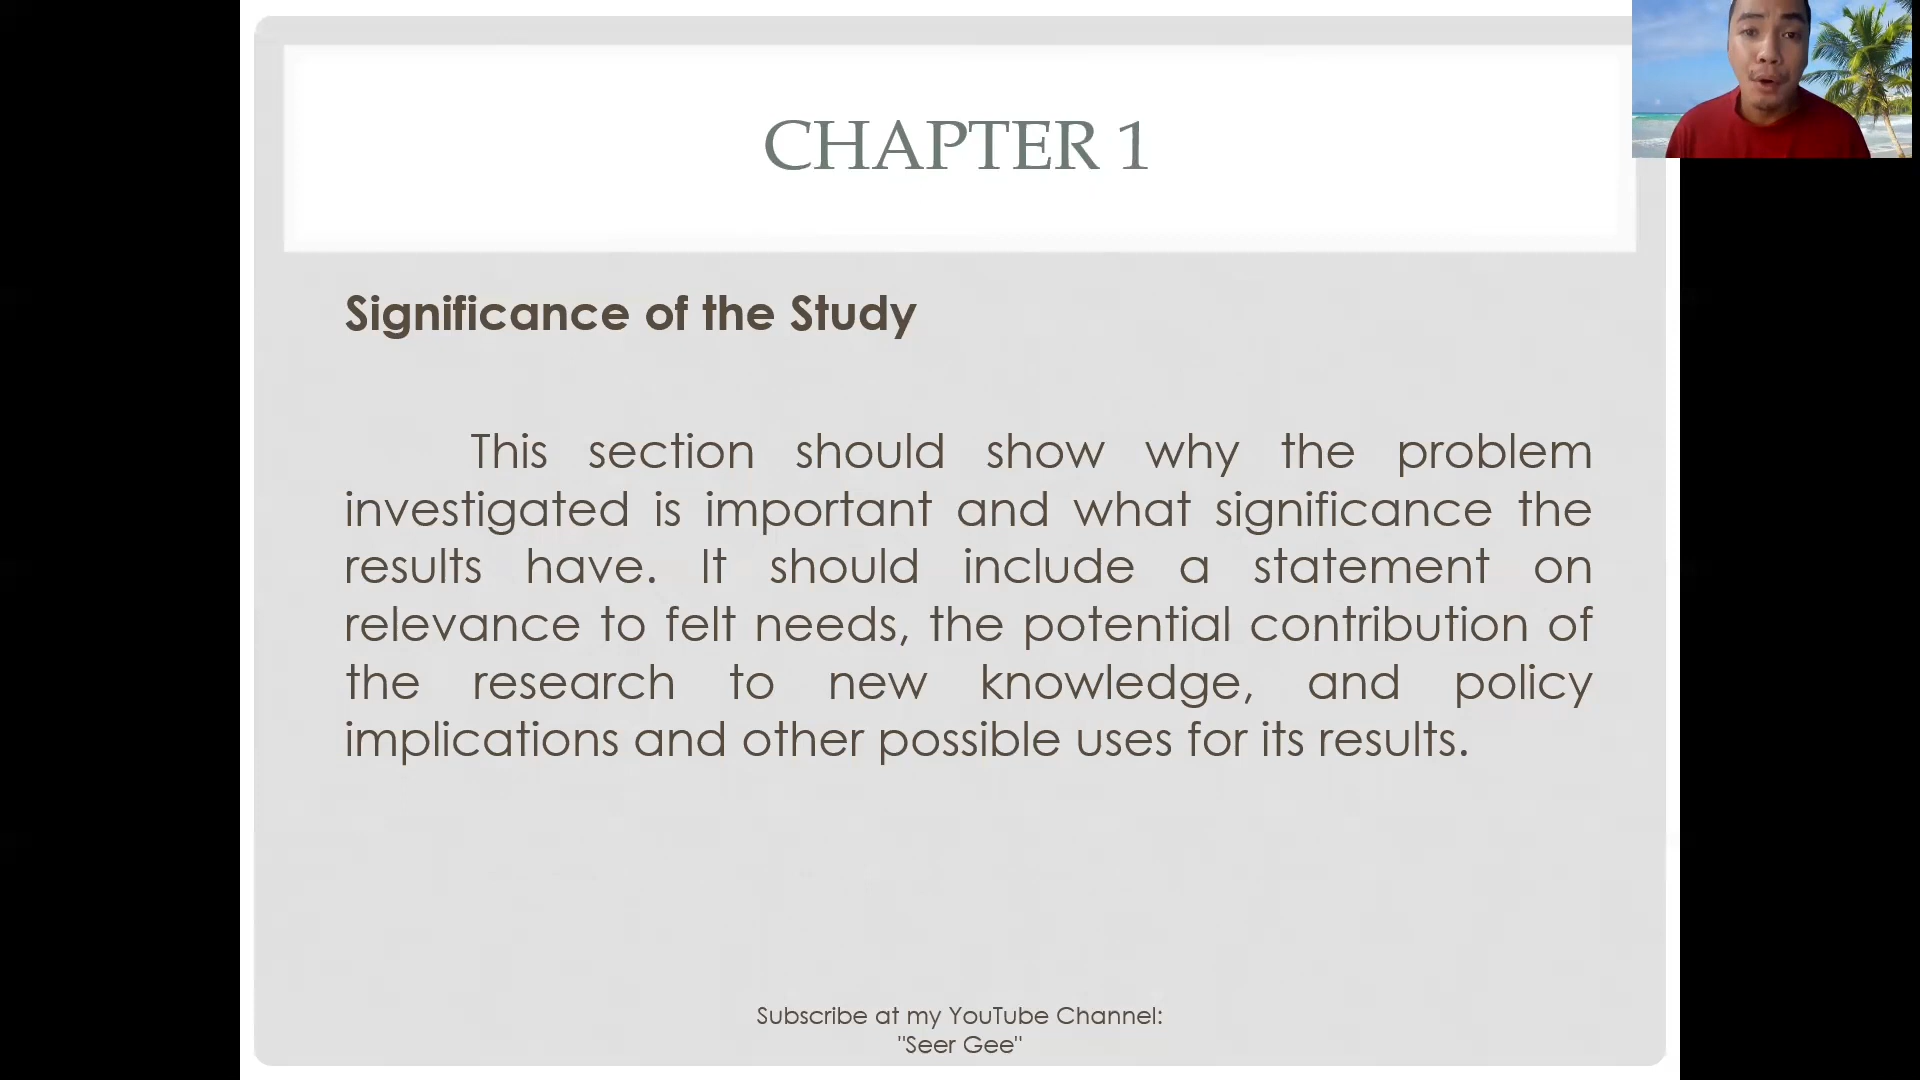 CHAPTER 1
Significance of the Study
This section should show why the problem
investigated is important and what significance the
results have. It should include a statement on
relevance to felt needs, the potential contribution of
the research to new knowledge, and policy
implications and other possible uses for its results.
Subscribe at my YouTube Channel:
"Seer Gee"